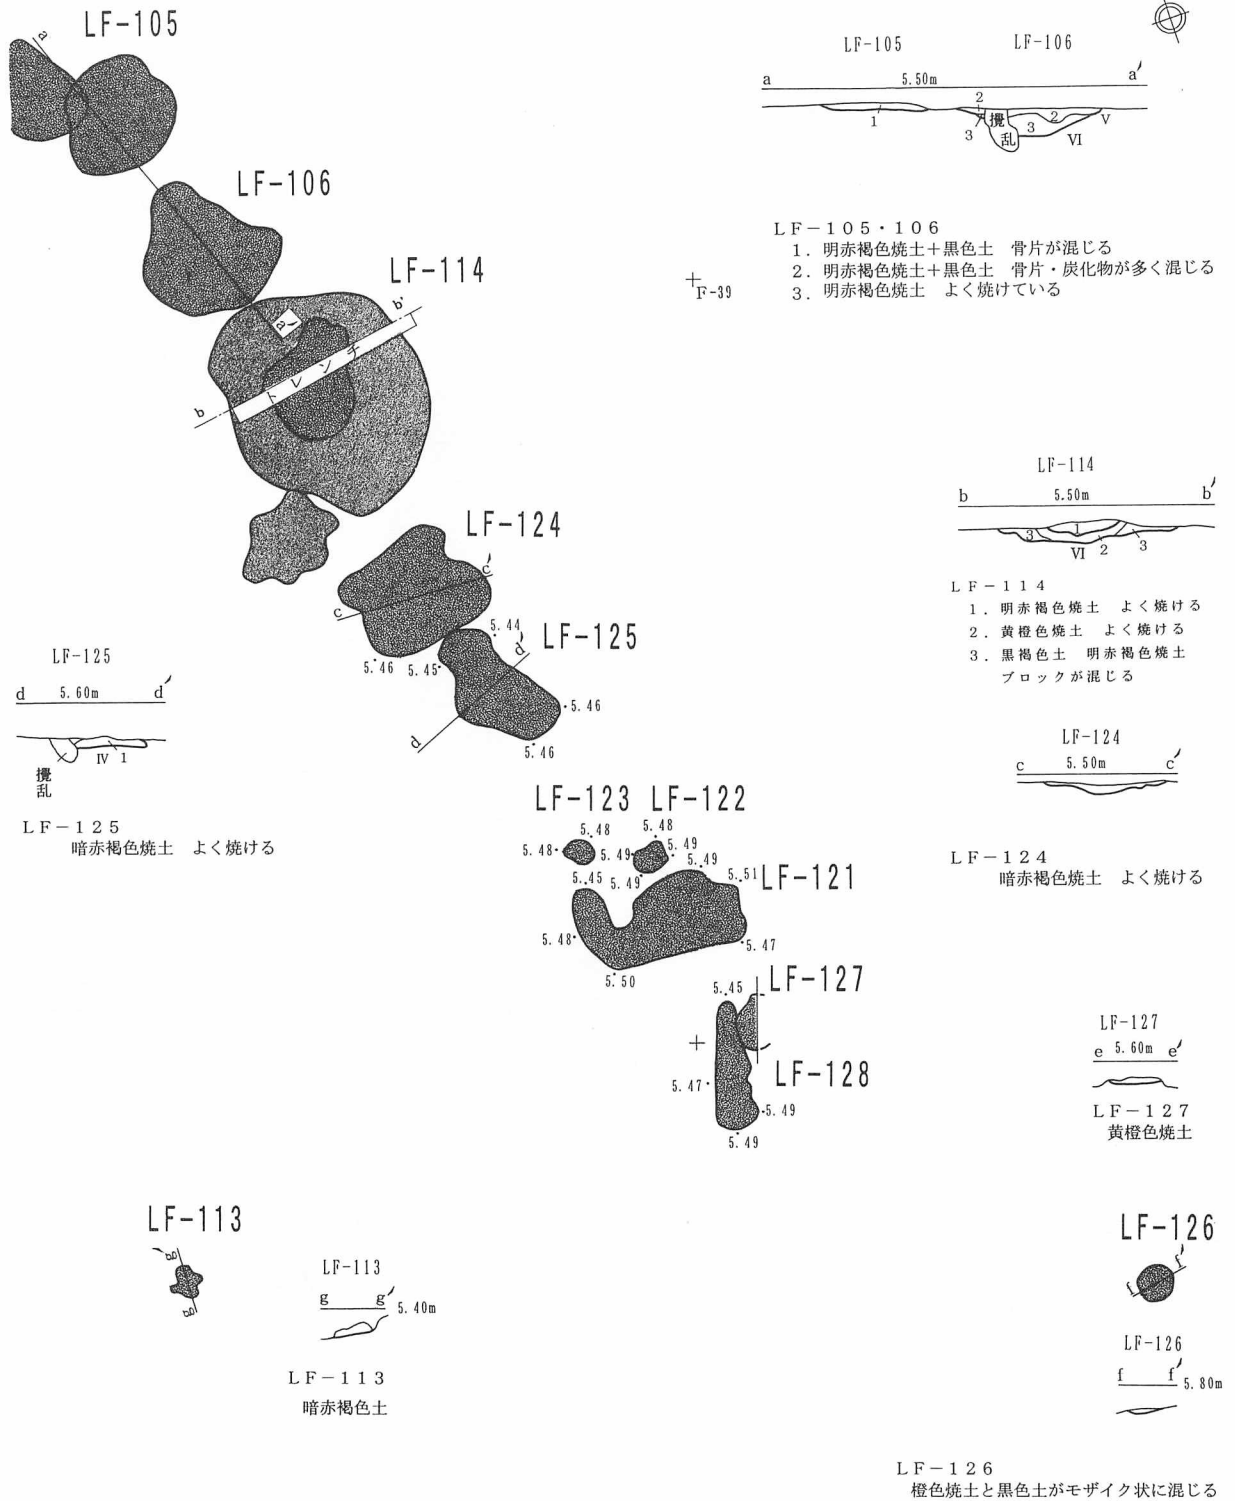 LF-105
a
LF-106
LF-114
b'
a'
トレンチ
b
LF-124
c'
c
5.44
LF-125
d'
5.46
5.45
5.46
d
5.46
LF-105
LF-106
a
5.50m
a'
2
1
3
攪乱
3
2
V
VI
LF-105・106
1. 明赤褐色焼土+黒色土 骨片が混じる
2. 明赤褐色焼土+黒色土 骨片・炭化物が多く混じる
3. 明赤褐色焼土 よく焼けている
F-39
LF-114
b
5.50m
b'
3
1
VI
2
3
LF-114
1. 明赤褐色焼土 よく焼ける
2. 黄橙色焼土 よく焼ける
3. 黒褐色土 明赤褐色焼土
ブロックが混じる
LF-125
d
5.60m
d'
攪乱
IV
1
LF-125
暗赤褐色焼土 よく焼ける
LF-124
c
5.50m
c'
LF-124
暗赤褐色焼土 よく焼ける
LF-123
LF-122
5.48
5.48
5.48
5.49
5.49
5.49
5.45
5.49
5.51
LF-121
5.48
5.47
5.50
5.45
LF-127
5.47
LF-128
5.49
5.49
LF-127
e
5.60m
e'
LF-127
黄橙色焼土
LF-113
g'
g
LF-113
g
g'
5.40m
LF-113
暗赤褐色土
LF-126
f'
f
LF-126
f
f'
5.80m
LF-126
橙色焼土と黒色土がモザイク状に混じる